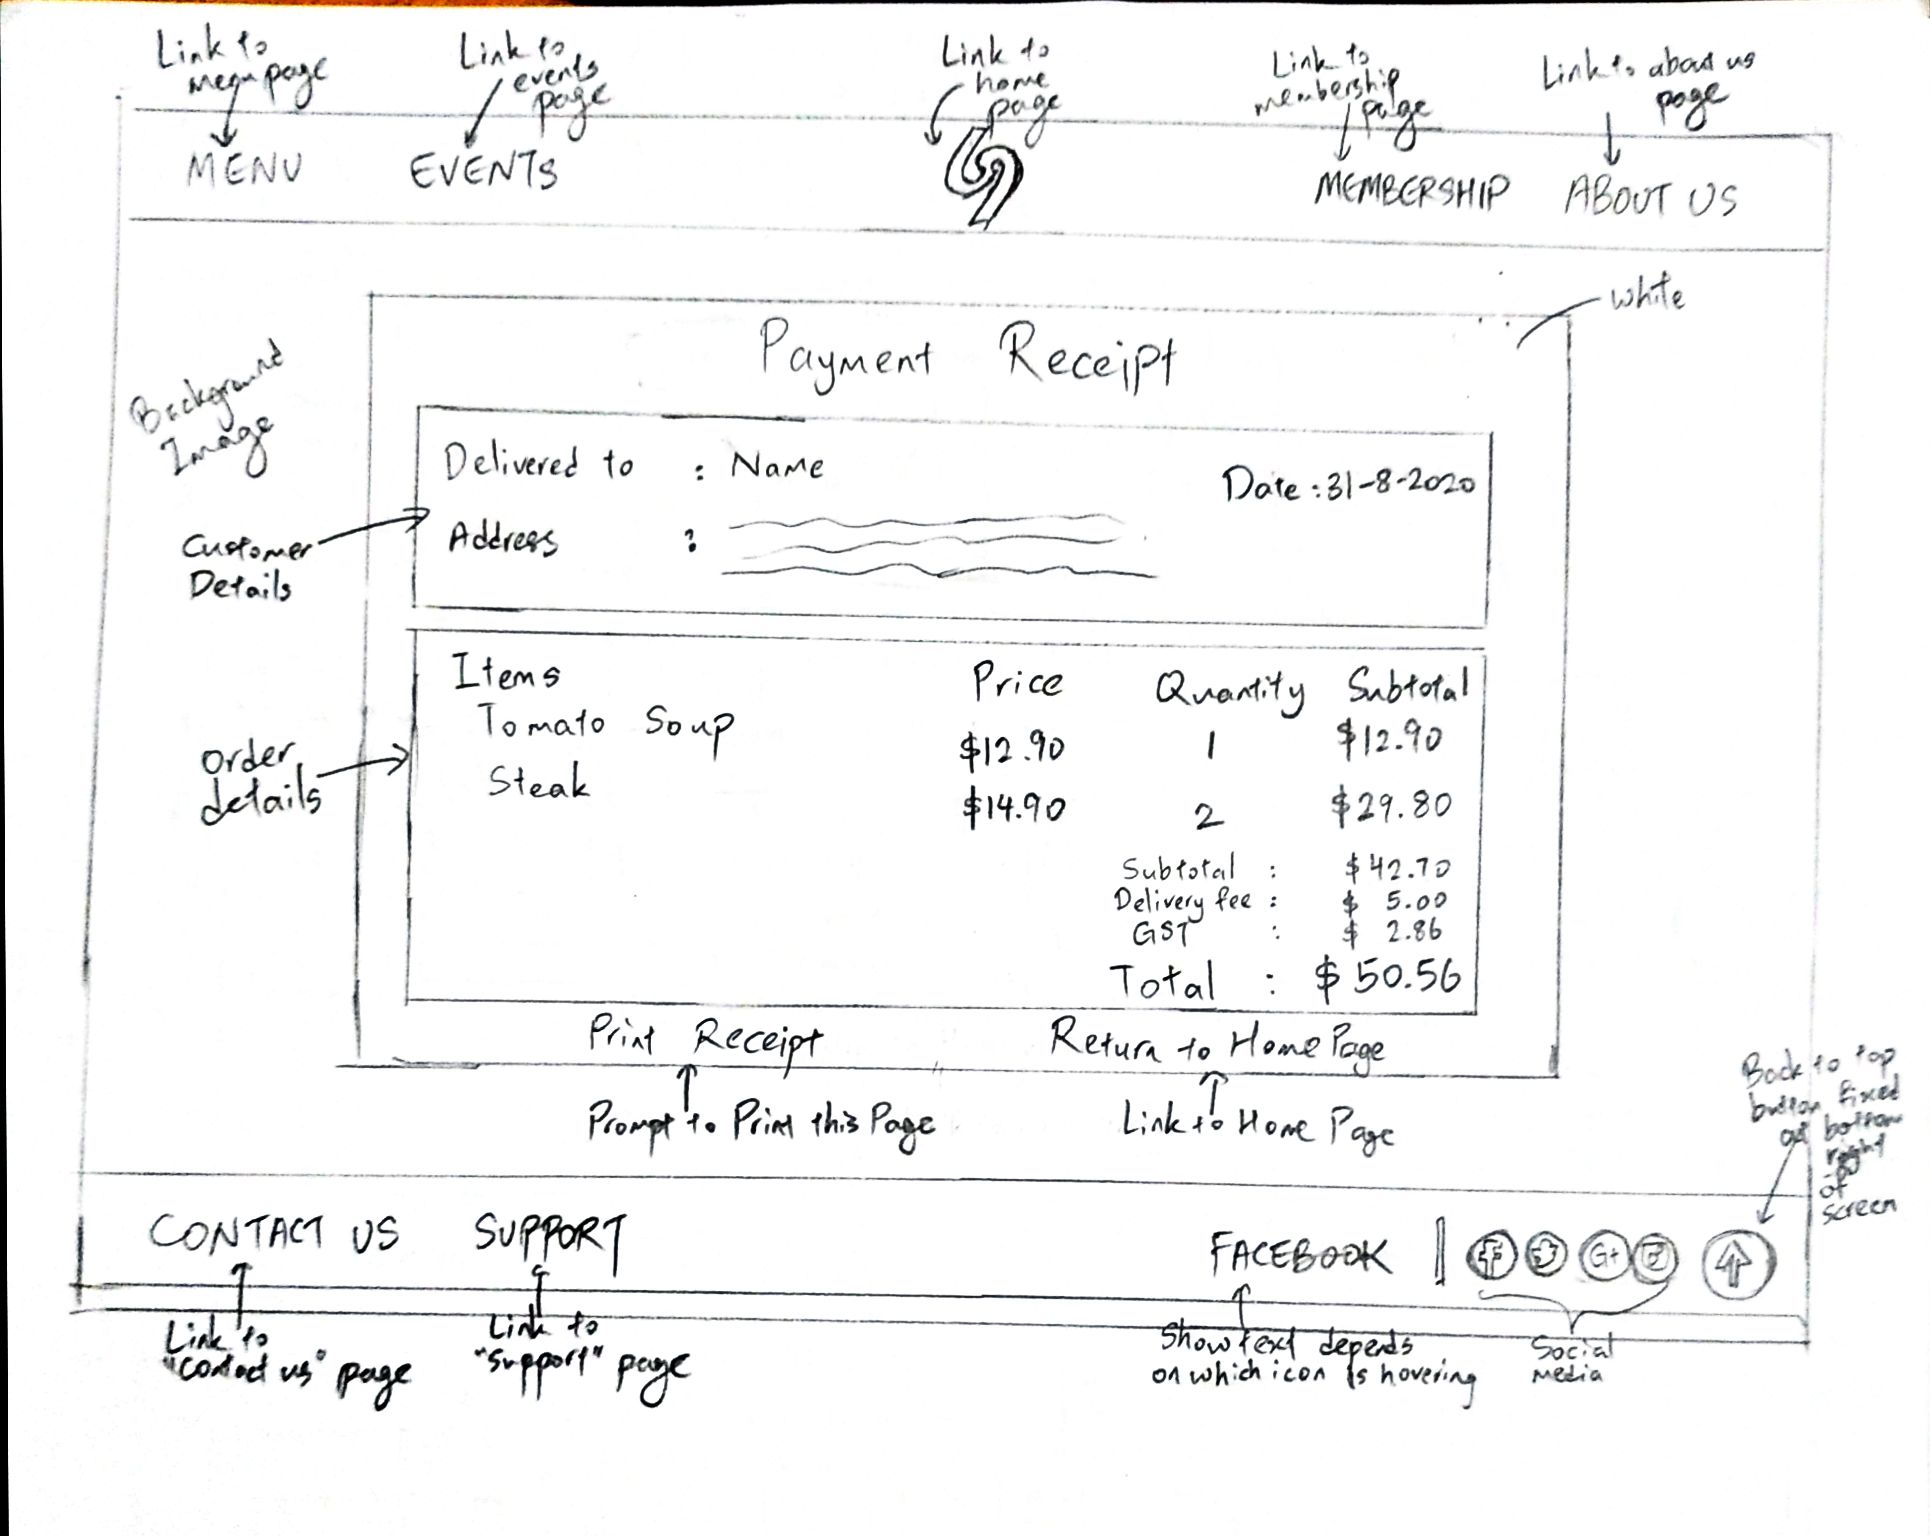 Link to
menu page
Link to
events
page
Link to
home
page
Link to
membership
page
Link to about us
page
MENU
EVENTS
MEMBERSHIP
ABOUT US
White
Background
Image
Payment Receipt
Delivered to : Name
Date : 31-8-2020
Address :
Customer
Details
Items Price Quantity Subtotal
Tomato Soup $12.90 1 $12.90
Steak $14.90 2 $29.80
Order
details
Subtotal : $42.70
Delivery fee : $ 5.00
GST : $ 2.86
Total : $ 50.56
Print Receipt
Return to Home Page
Prompt to Print this Page
Link to Home Page
Back to top
button fixed
at bottom
right
of
screen
CONTACT US
SUPPORT
FACEBOOK
G+
Link to
"Contact us" page
Link to
"Support" page
Show text depends
on which icon is hovering
Social
media